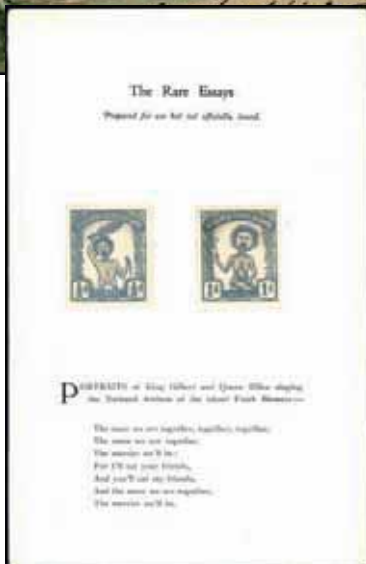 The Rare Essays
Prepared for use but not officially issued.
1d 1d
1d 1d
PORTRAITS of King Gilbert and Queen Ellice singing
the National Anthem of the island
The more we are together, together, together,
The more we are together,
The merrier we'll be;
For I'll eat your friends,
And you'll eat my friends,
And the more we are together,
The merrier we'll be.